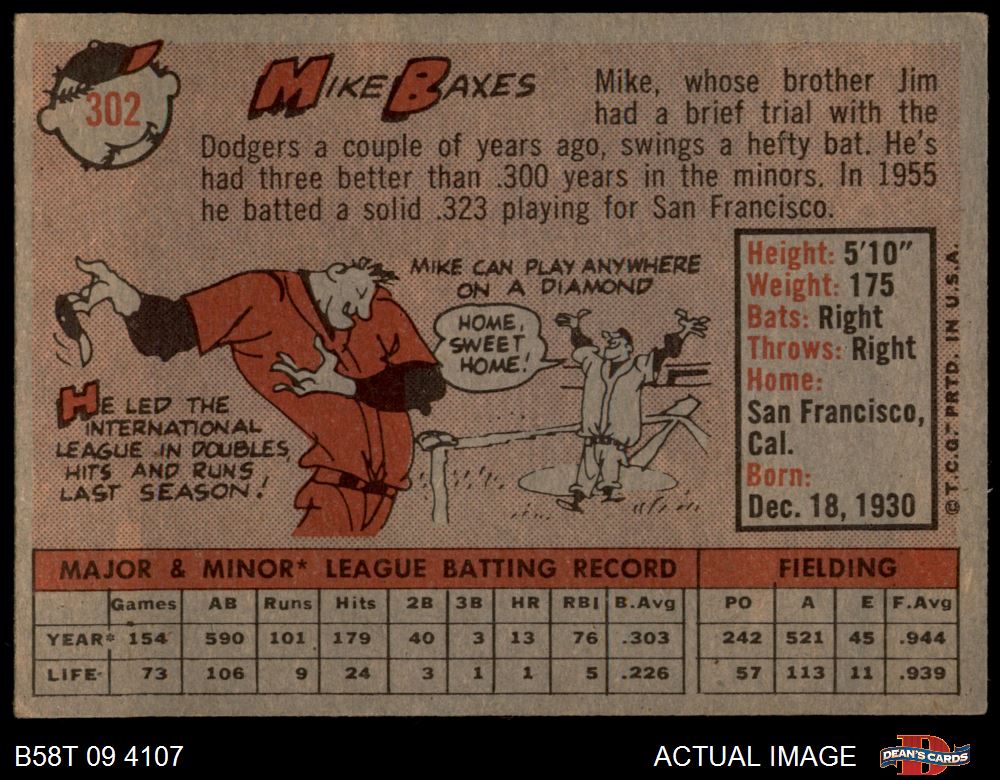 302
MIKE BAXES
Mike, whose brother Jim
had a brief trial with the
Dodgers a couple of years ago, swings a hefty bat. He's
had three better than .300 years in the minors. In 1955
he batted a solid .323 playing for San Francisco.
MIKE CAN PLAY ANYWHERE
ON A DIAMOND
HOME,
SWEET
HOME!
HE LED THE
INTERNATIONAL
LEAGUE IN DOUBLES,
HITS AND RUNS
LAST SEASON!
Height: 5'10"
Weight: 175
Bats: Right
Throws: Right
Home:
San Francisco,
Cal.
Born:
Dec. 18, 1930
© T.C.G. PRTD. IN U.S.A.
MAJOR & MINOR* LEAGUE BATTING RECORD FIELDING
Games AB Runs Hits 2B 3B HR RBI B.Avg PO A E F.Avg
YEAR* 154 590 101 179 40 3 13 76 .303 242 521 45 .944
LIFE- 73 106 9 24 3 1 1 5 .226 57 113 11 .939
B58T 09 4107 ACTUAL IMAGE DEAN'S CARDS